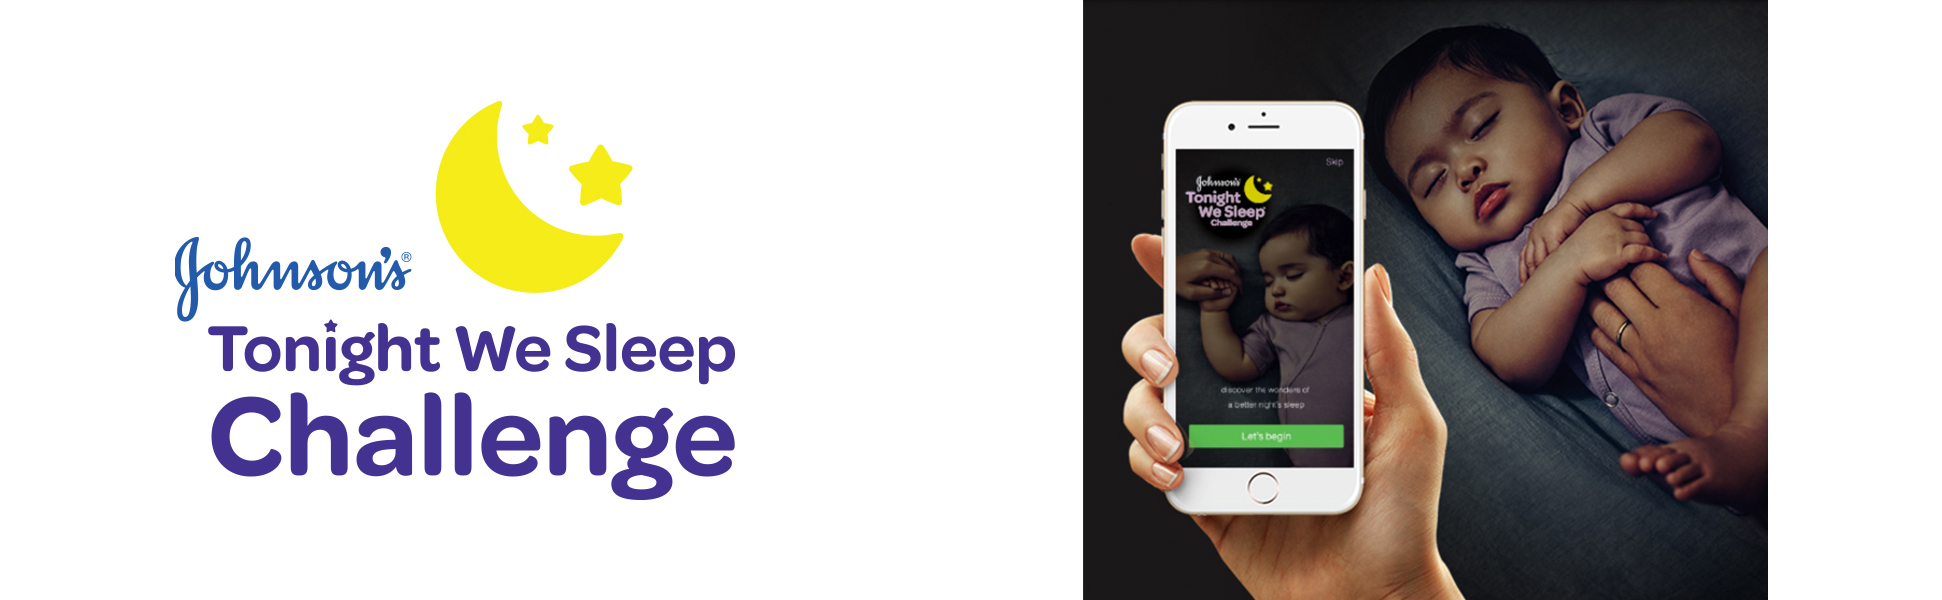 Johnson's®
Tonight We Sleep
Challenge
Skip
Johnson's
Tonight
We Sleep
Challenge
discover the wonders of
a better night's sleep
Let's begin